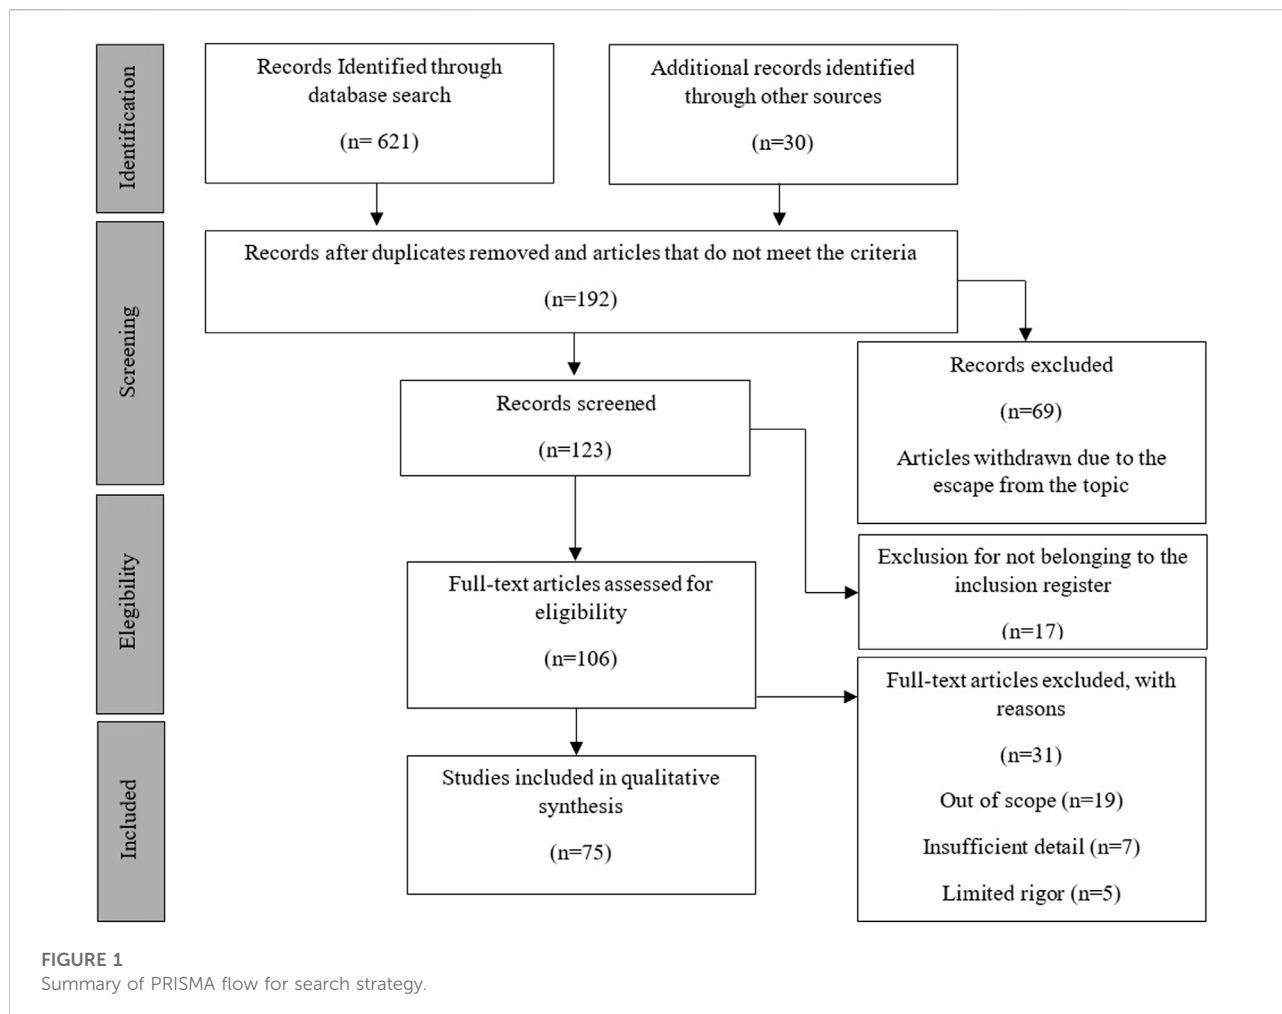 Identification
Records Identified through
database search
(n= 621)
Additional records identified
through other sources
(n=30)
Screening
Records after duplicates removed and articles that do not meet the criteria
(n=192)
Records excluded
(n=69)
Articles withdrawn due to the
escape from the topic
Records screened
(n=123)
Elegibility
Exclusion for not belonging to the
inclusion register
(n=17)
Full-text articles assessed for
eligibility
(n=106)
Full-text articles excluded, with
reasons
(n=31)
Out of scope (n=19)
Insufficient detail (n=7)
Limited rigor (n=5)
Included
Studies included in qualitative
synthesis
(n=75)
FIGURE 1
Summary of PRISMA flow for search strategy.